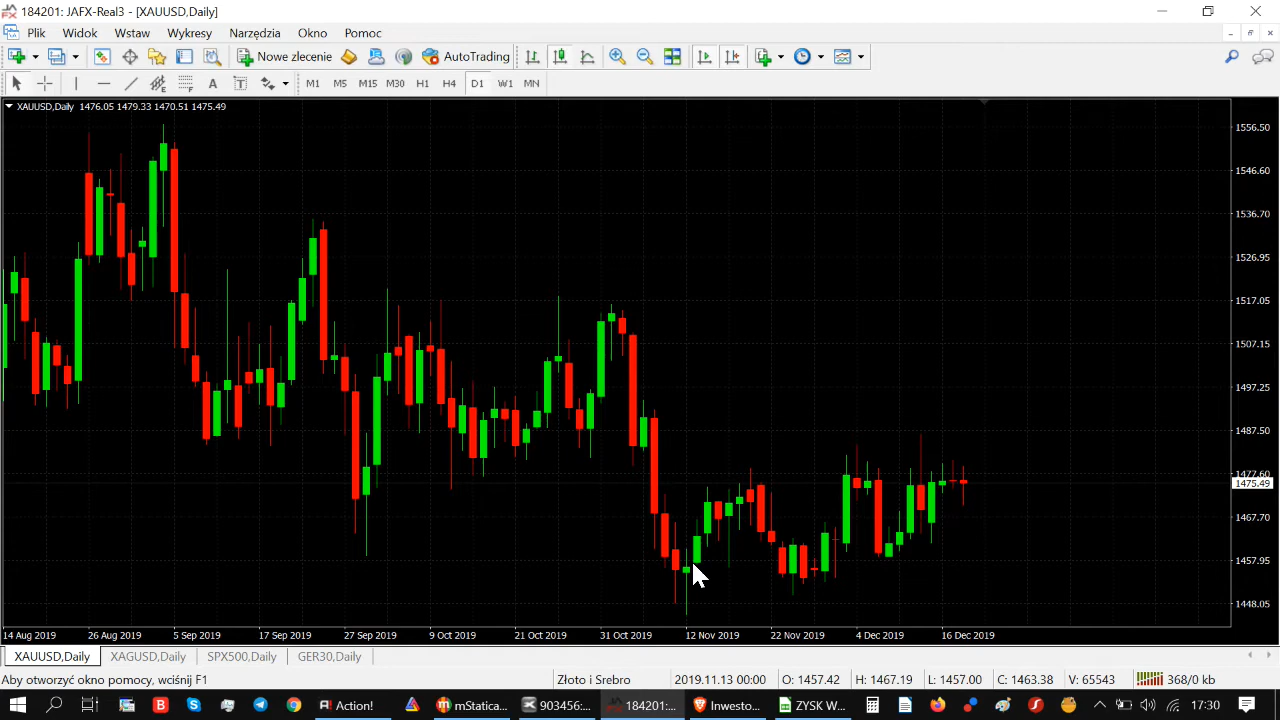 184201: JAFX-Real3 - [XAUUSD,Daily]
Plik Widok Wstaw Wykresy Narzędzia Okno Pomoc
Nowe zlecenie AutoTrading
A T M1 M5 M15 M30 H1 H4 D1 W1 MN
XAUUSD,Daily 1476.05 1479.33 1470.51 1475.49
1556.50
1546.60
1536.70
1526.95
1517.05
1507.15
1497.25
1487.50
1477.60
1475.49
1467.70
1457.95
1448.05
14 Aug 2019 26 Aug 2019 5 Sep 2019 17 Sep 2019 27 Sep 2019 9 Oct 2019 21 Oct 2019 31 Oct 2019 12 Nov 2019 22 Nov 2019 4 Dec 2019 16 Dec 2019
XAUUSD,Daily XAGUSD,Daily SPX500,Daily GER30,Daily
Aby otworzyć okno pomocy, wciśnij F1 Złoto i Srebro 2019.11.13 00:00 O: 1457.42 H: 1467.19 L: 1457.00 C: 1463.38 V: 65543 368/0 kb
Action! mStatica... 903456:... 184201:... Inwesto... ZYSK W... 17:30